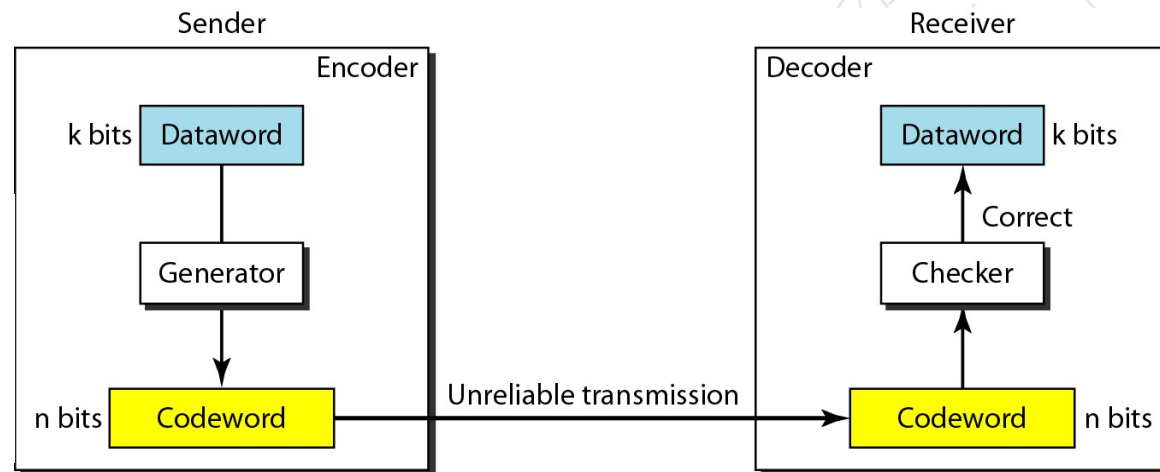 Sender
Receiver
Encoder
Decoder
k bits
Dataword
Dataword
k bits
Correct
Generator
Checker
Unreliable transmission
n bits
Codeword
Codeword
n bits